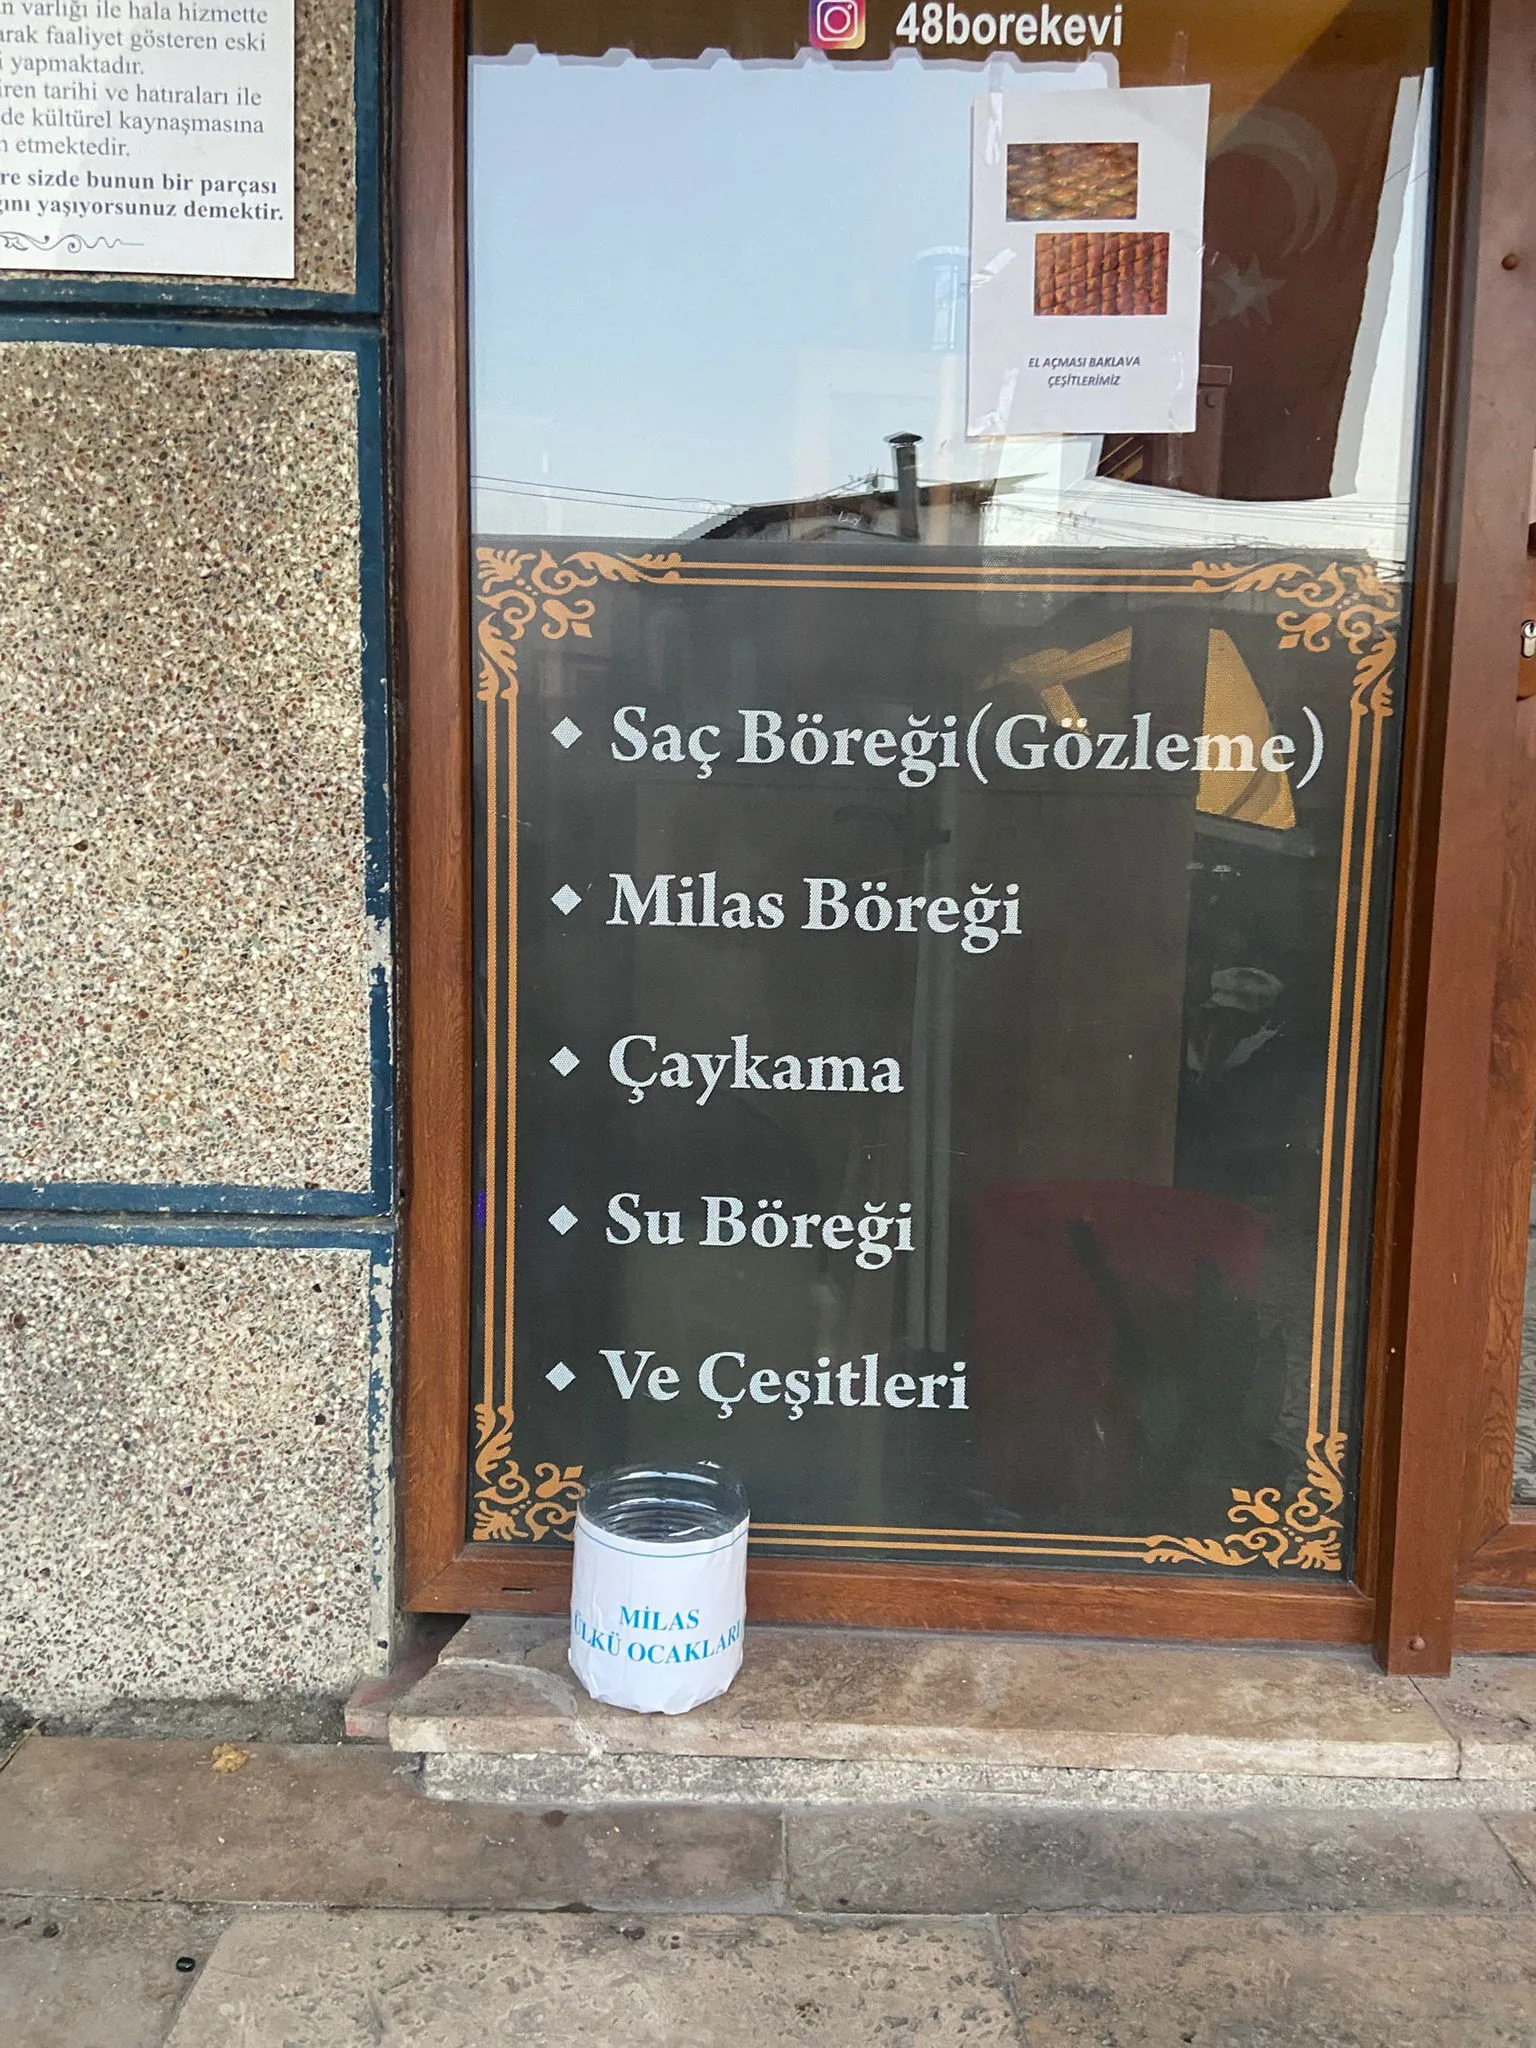 varlığı ile hala hizmette
faaliyet gösteren eski
yapmaktadır.
tarihi ve hatıraları ile
kültürel kaynaşmasına
etmektedir.
sizde bunun bir parçası
yaşıyorsunuz demektir.
48borekevi
EL AÇMASI BAKLAVA
ÇEŞİTLERİMİZ
Saç Böreği(Gözleme)
Milas Böreği
Çaykama
Su Böreği
Ve Çeşitleri
MİLAS
ÜLKÜ OCAKLARI